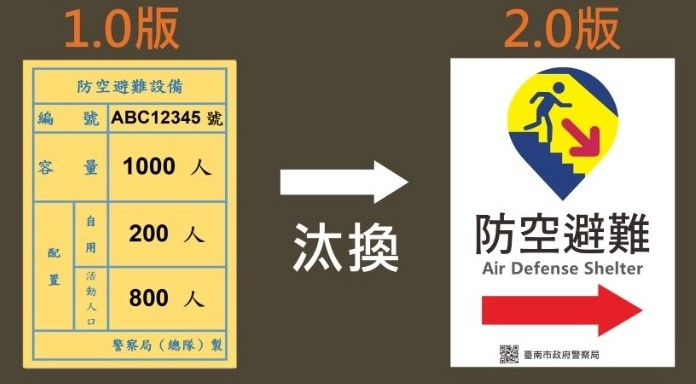 1.0版
防空避難設備
編號 ABC12345 號
容量 1000 人
配置 自用 200 人
活動人口 800 人
警察局（總隊）製
汰換
2.0版
防空避難
Air Defense Shelter
臺南市政府警察局